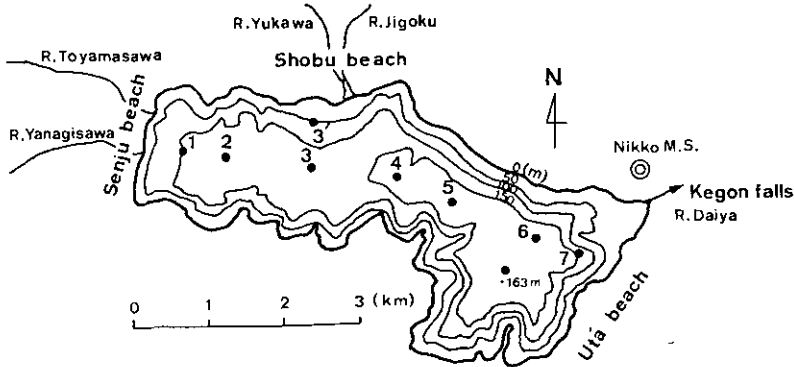 R.Yukawa
R.Jigoku
R.Toyamasawa
Shobu beach
Senju beach
R.Yanagisawa
N
Nikko M.S.
1
2
3'
3
4
5
6
7
0(m)
50
100
150
Kegon falls
R.Daiya
·163m
Uta beach
0 1 2 3 (km)